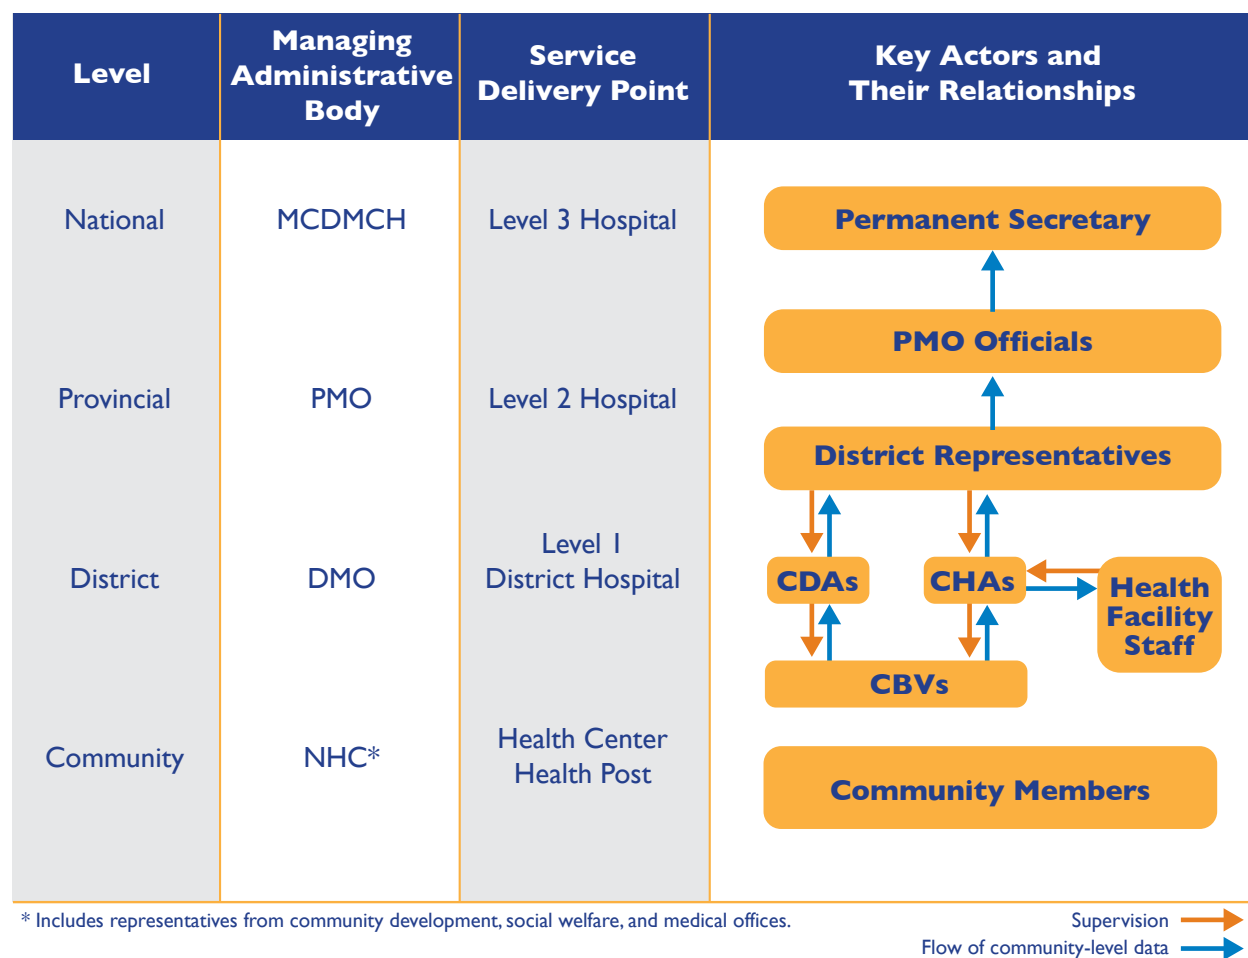 Level
Managing
Administrative
Body
Service
Delivery Point
Key Actors and
Their Relationships
National
MCDMCH
Level 3 Hospital
Permanent Secretary
PMO Officials
Provincial
PMO
Level 2 Hospital
District Representatives
District
DMO
Level 1
District Hospital
CDAs
CHAs
Health
Facility
Staff
CBVs
Community
NHC*
Health Center
Health Post
Community Members
* Includes representatives from community development, social welfare, and medical offices.
Supervision
Flow of community-level data